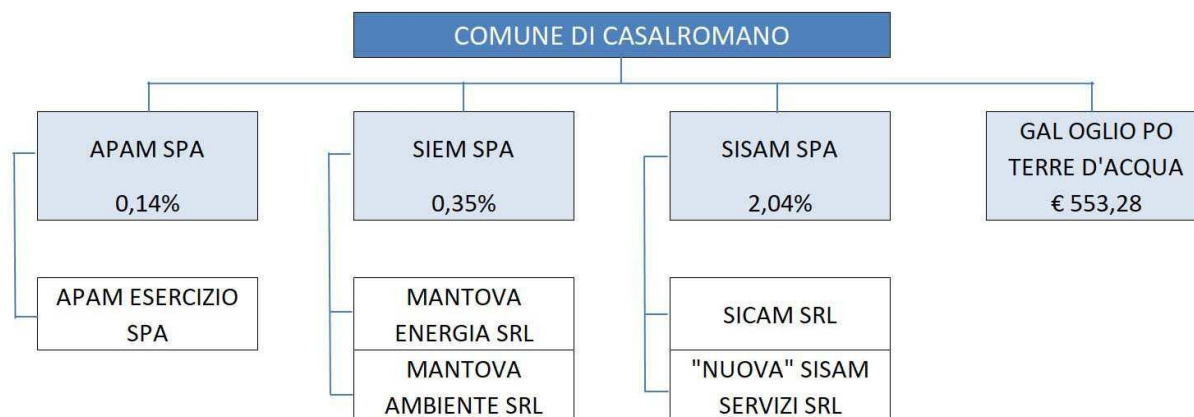 COMUNE DI CASALROMANO
APAM SPA
0,14%
SIEM SPA
0,35%
SISAM SPA
2,04%
GAL OGLIO PO
TERRE D'ACQUA
€ 553,28
APAM ESERCIZIO
SPA
MANTOVA
ENERGIA SRL
MANTOVA
AMBIENTE SRL
SICAM SRL
"NUOVA" SISAM
SERVIZI SRL